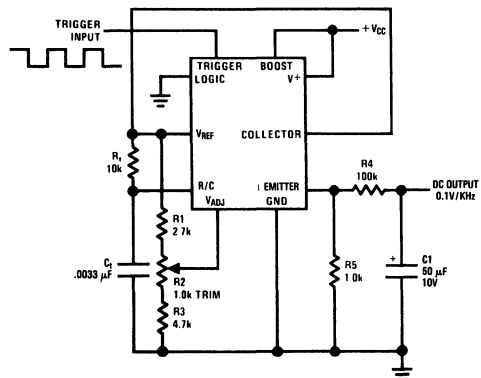 TRIGGER
INPUT
+ VCC
TRIGGER
BOOST
LOGIC
V+
VREF
COLLECTOR
Rt
10k
R/C
EMITTER
VADJ
GND
R4
100k
DC OUTPUT
0.1V/KHz
R1
2 7k
Ct
.0033 μF
R2
1.0k TRIM
R3
4.7k
R5
1 0k
+
C1
50 μF
10V